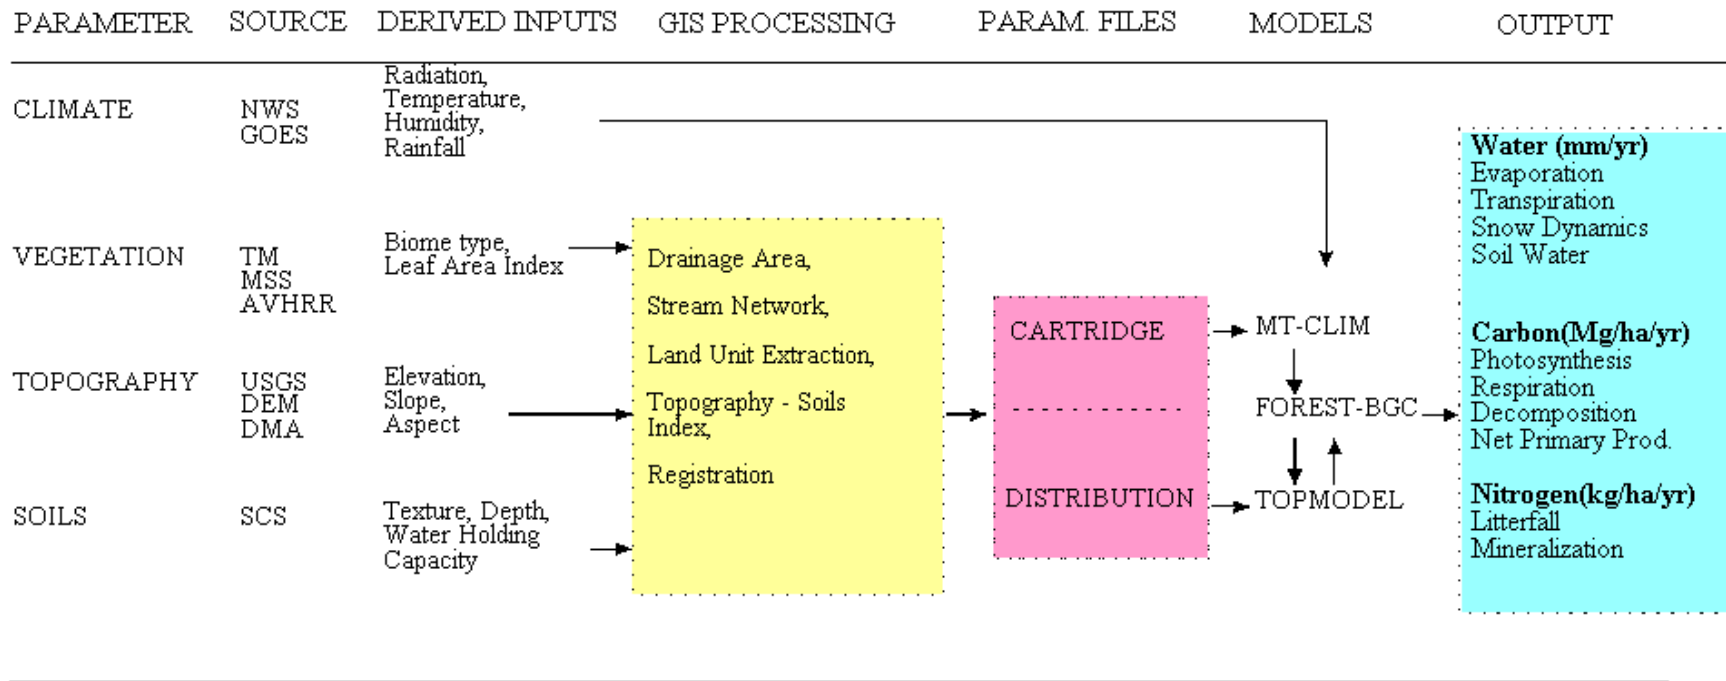 PARAMETER SOURCE DERIVED INPUTS GIS PROCESSING PARAM. FILES MODELS OUTPUT
CLIMATE
NWS
GOES
Radiation,
Temperature,
Humidity,
Rainfall
VEGETATION
TM
MSS
AVHRR
Biome type,
Leaf Area Index
TOPOGRAPHY
USGS
DEM
DMA
Elevation,
Slope,
Aspect
SOILS
SCS
Texture, Depth,
Water Holding
Capacity
Drainage Area,
Stream Network,
Land Unit Extraction,
Topography - Soils
Index,
Registration
CARTRIDGE
DISTRIBUTION
MT-CLIM
FOREST-BGC
TOPMODEL
Water (mm/yr)
Evaporation
Transpiration
Snow Dynamics
Soil Water
Carbon(Mg/ha/yr)
Photosynthesis
Respiration
Decomposition
Net Primary Prod.
Nitrogen(kg/ha/yr)
Litterfall
Mineralization